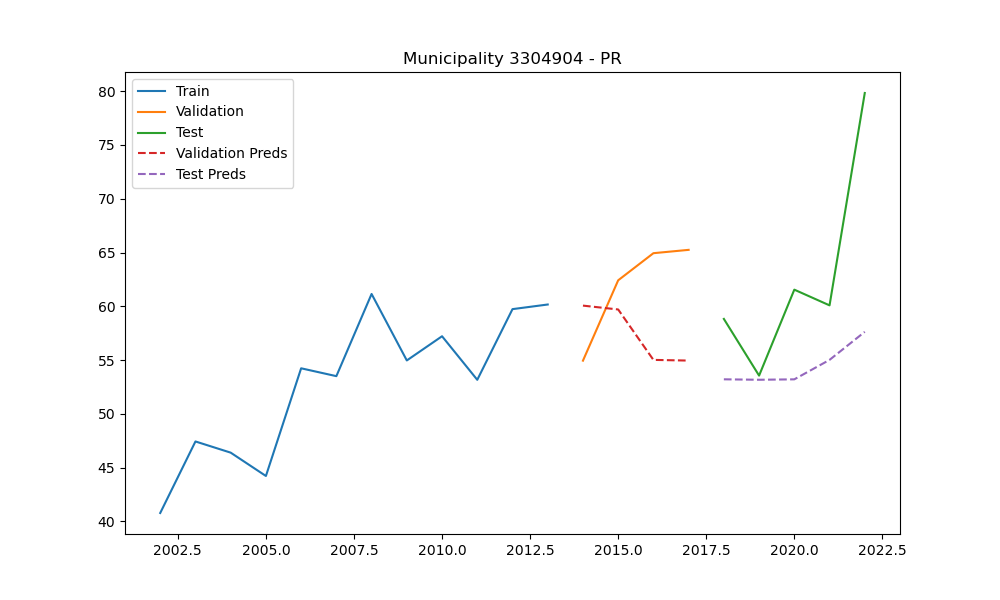 Municipality 3304904 - PR
Train
Validation
Test
Validation Preds
Test Preds
80
75
70
65
60
55
50
45
40
2002.5 2005.0 2007.5 2010.0 2012.5 2015.0 2017.5 2020.0 2022.5